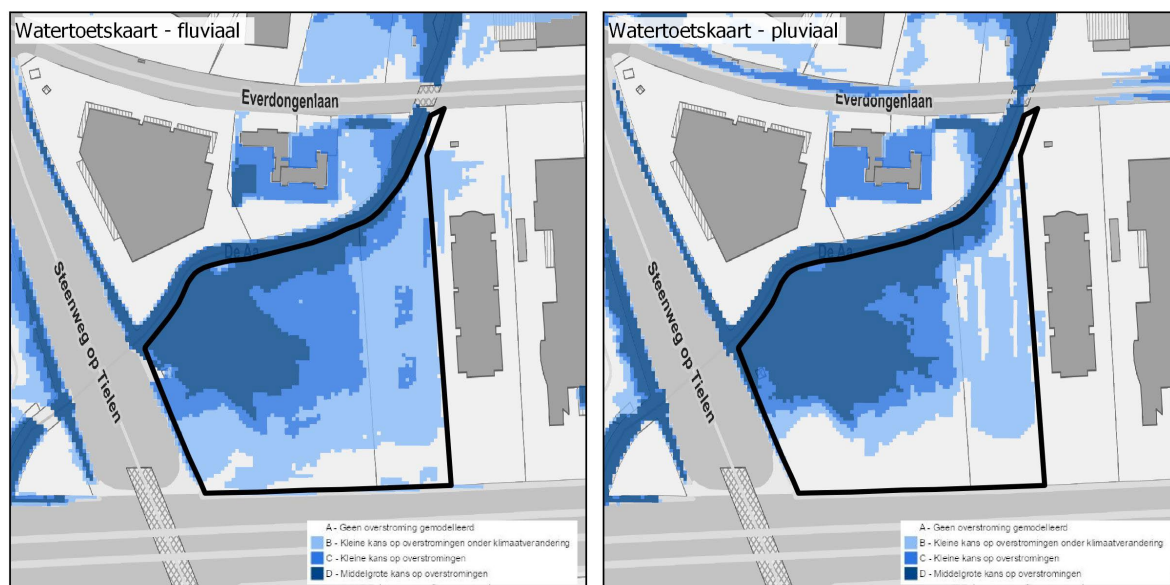 Watertoetskaart - fluviaal
Everdongenlaan
De Aa
Steenweg op Tielen
A - Geen overstroming gemodelleerd
B - Kleine kans op overstromingen onder klimaatverandering
C - Kleine kans op overstromingen
D - Middelgrote kans op overstromingen
Watertoetskaart - pluviaal
Everdongenlaan
De Aa
Steenweg op Tielen
A - Geen overstroming gemodelleerd
B - Kleine kans op overstromingen onder klimaatverandering
C - Kleine kans op overstromingen
D - Middelgrote kans op overstromingen